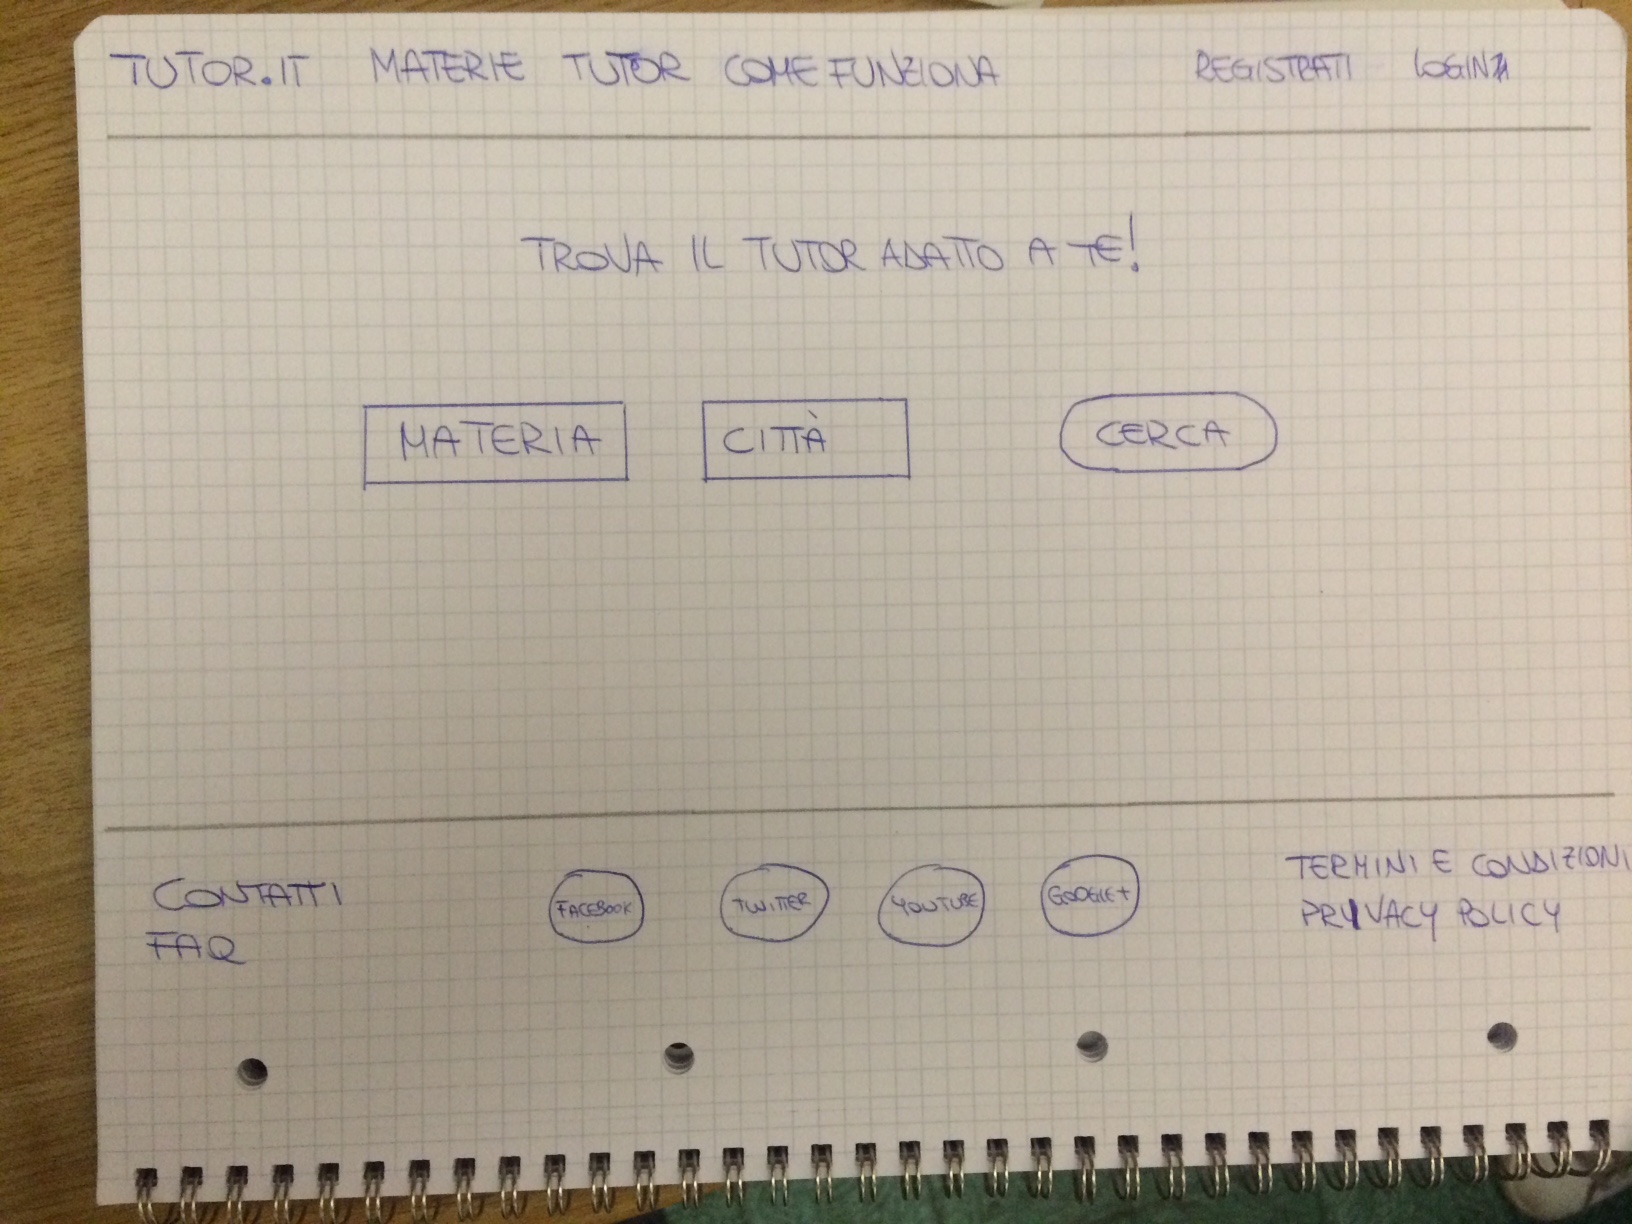 TUTOR.IT MATERIE TUTOR COME FUNZIONA REGISTRATI LOGIN
TROVA IL TUTOR ADATTO A TE!
MATERIA CITTÀ CERCA
CONTATTI FACEBOOK TWITTER YOUTUBE GOOGLE+ TERMINI E CONDIZIONI
FAQ PRIVACY POLICY